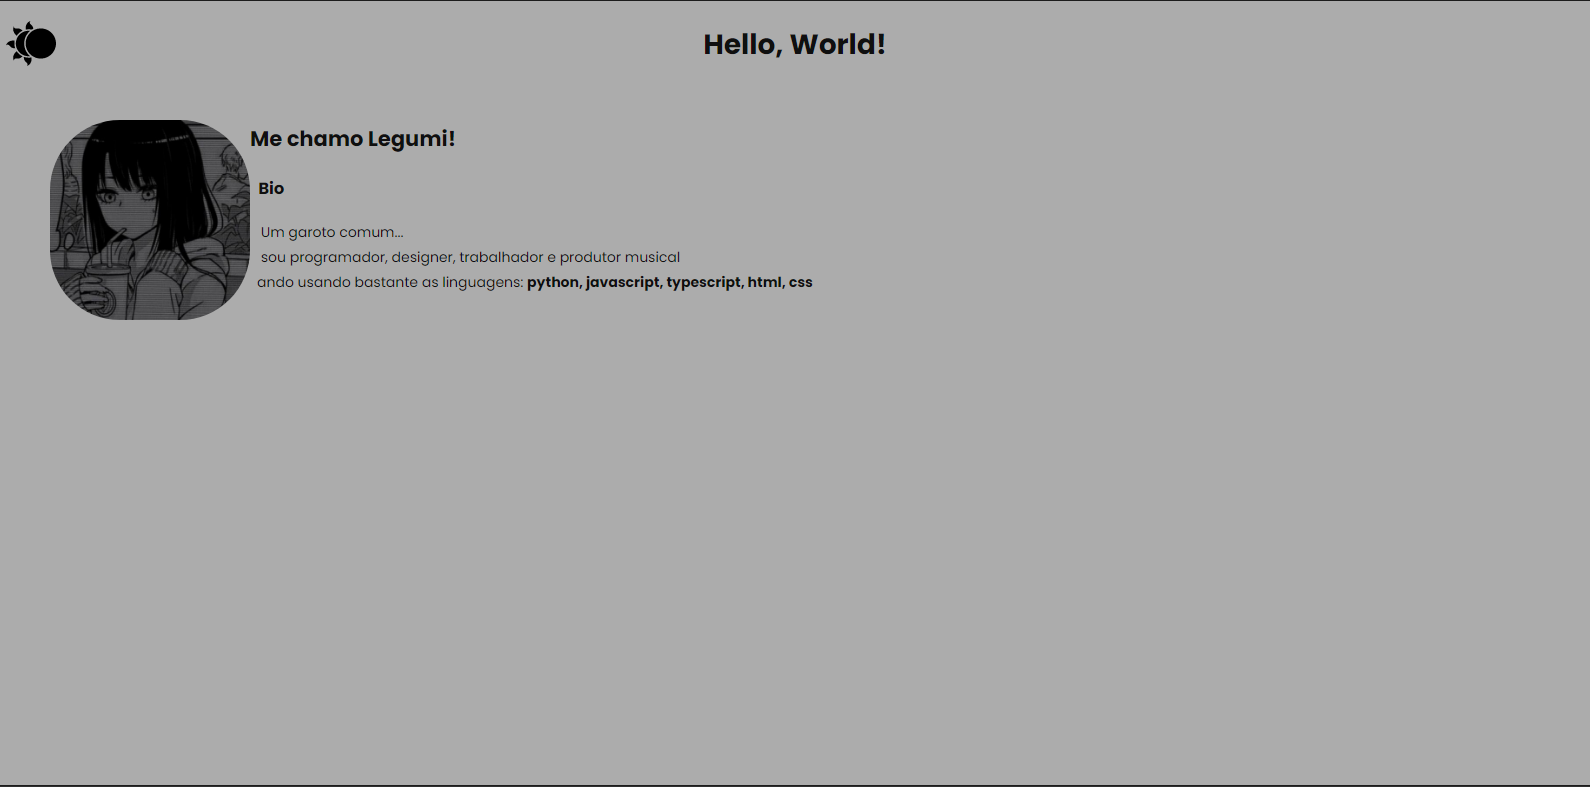 Hello, World!
Me chamo Legumi!
Bio
Um garoto comum...
sou programador, designer, trabalhador e produtor musical
ando usando bastante as linguagens: python, javascript, typescript, html, css